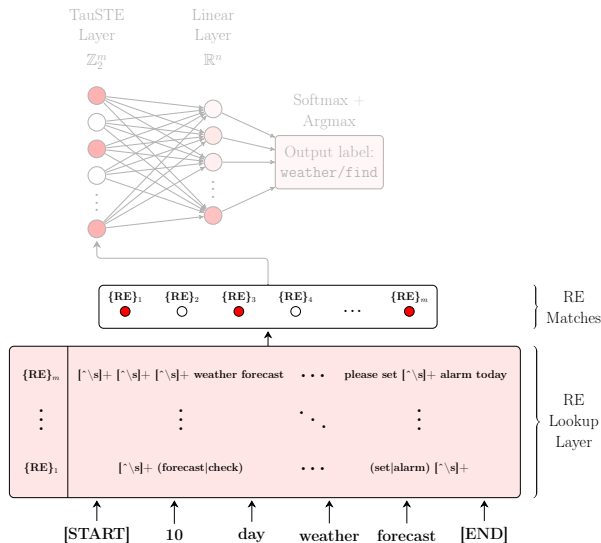 TauSTE
Layer
ℤ₂ᵐ
Linear
Layer
ℝⁿ
Softmax +
Argmax
Output label:
weather/find
{RE}₁ {RE}₂ {RE}₃ {RE}₄ ··· {RE}ₘ
RE
Matches
{RE}ₘ [^\s]+ [^\s]+ [^\s]+ weather forecast ··· please set [^\s]+ alarm today
{RE}₁ [^\s]+ (forecast|check) ··· (set|alarm) [^\s]+
RE
Lookup
Layer
[START] 10 day weather forecast [END]